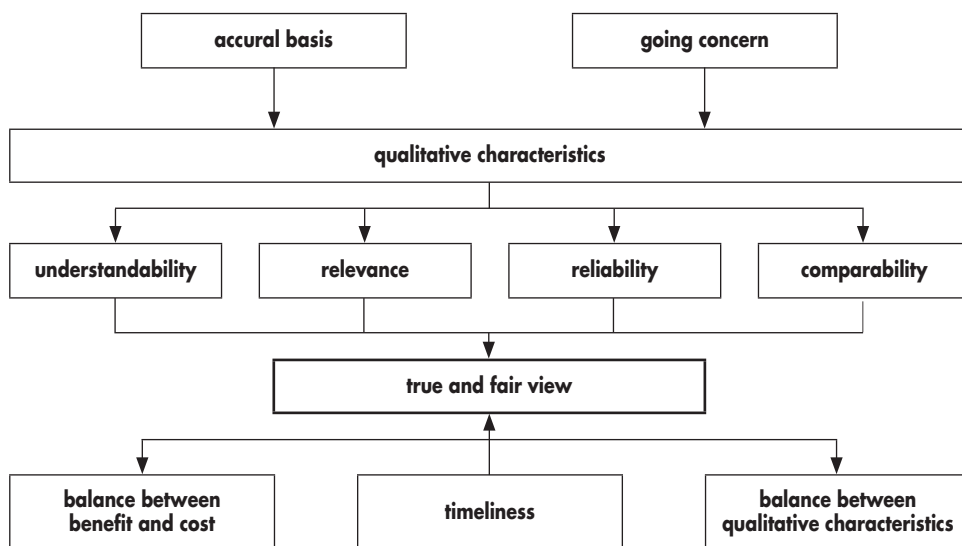 accural basis
going concern
qualitative characteristics
understandability
relevance
reliability
comparability
true and fair view
balance between
benefit and cost
timeliness
balance between
qualitative characteristics